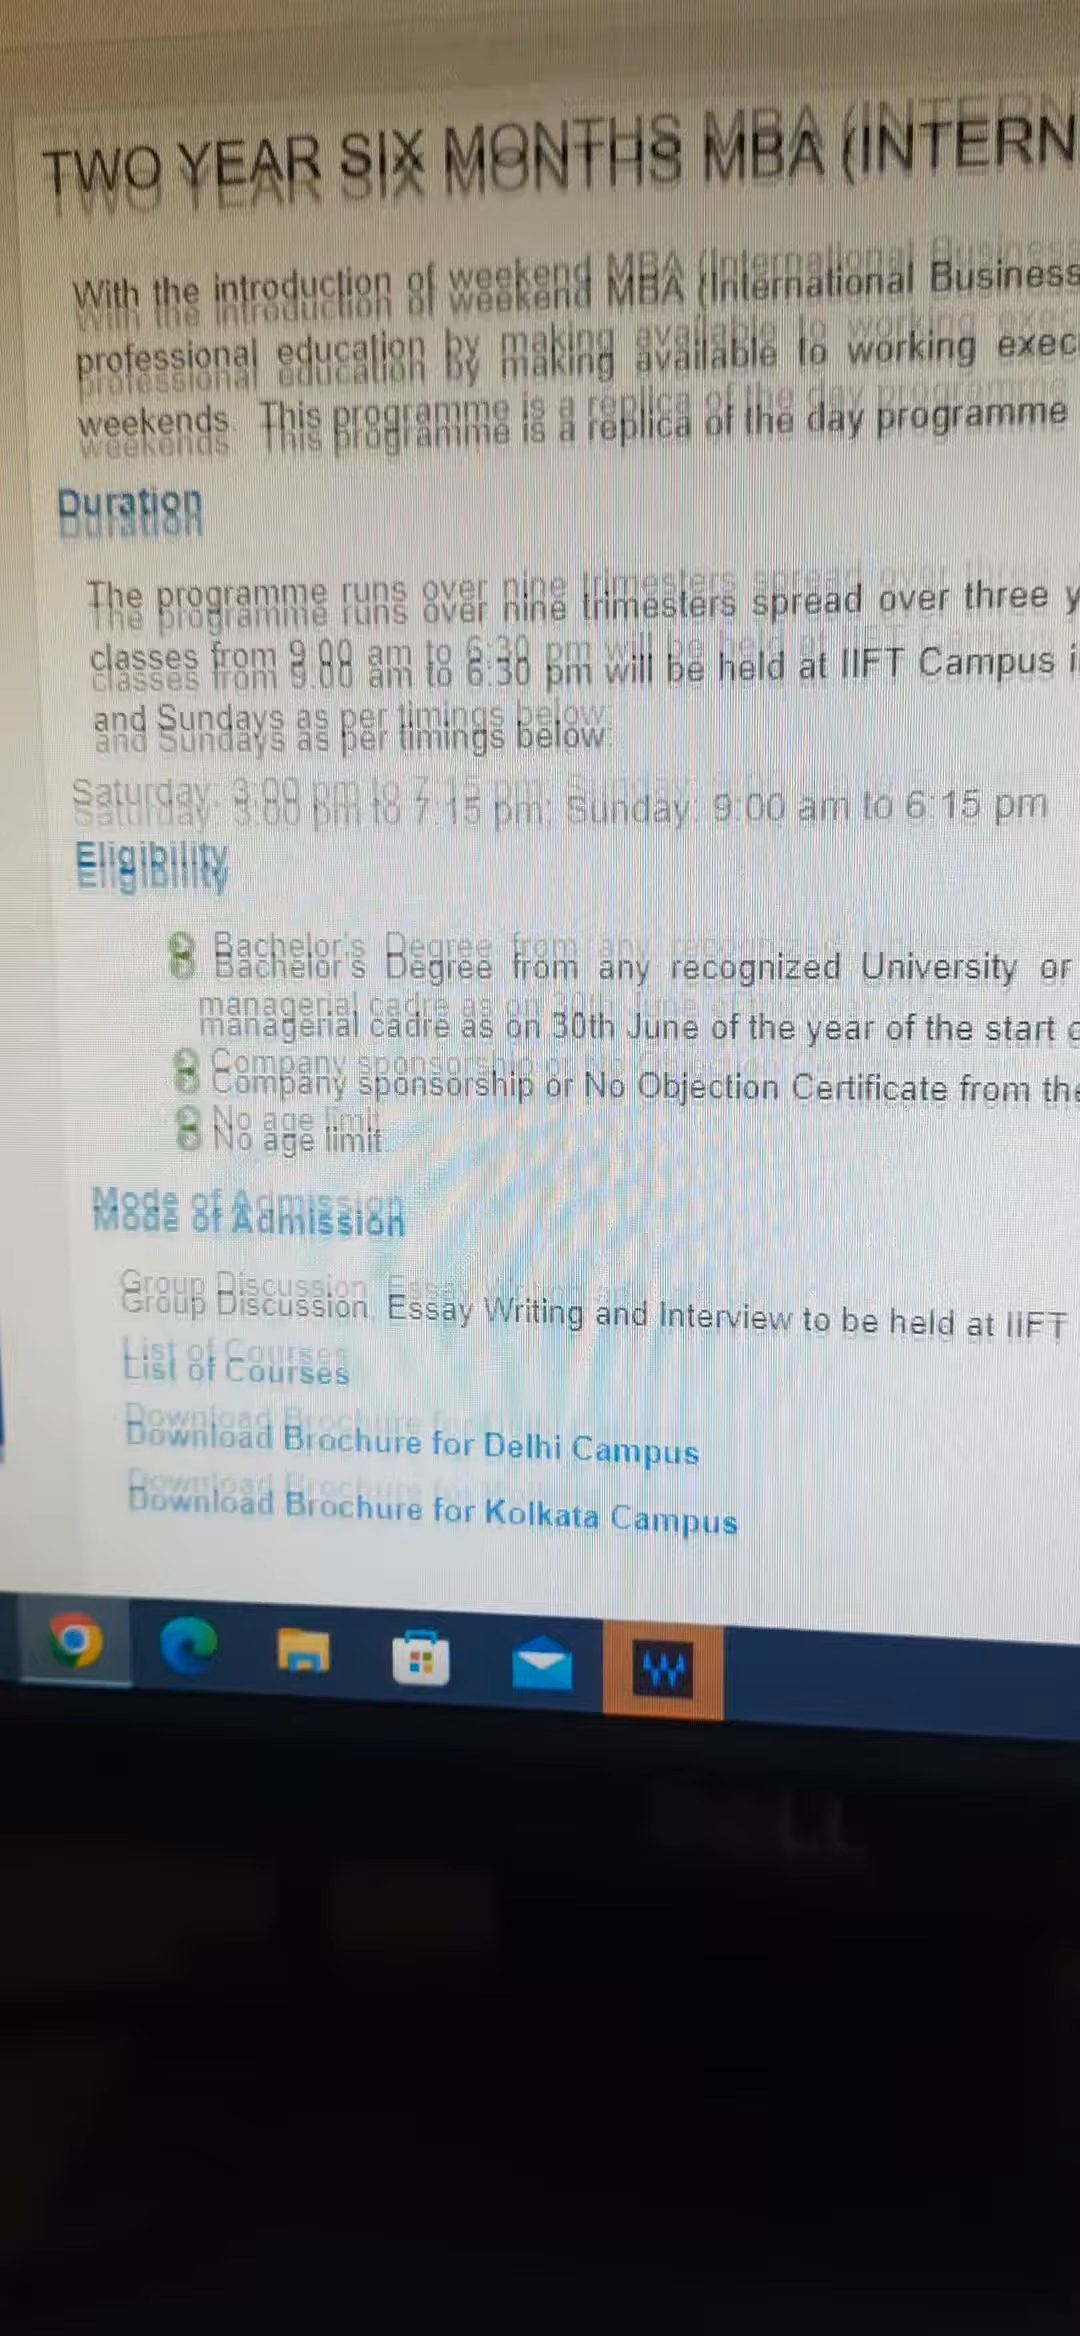 TWO YEAR SIX MONTHS MBA (INTERN
With the introduction of weekend MBA (International Business
professional education by making available to working exec
weekends. This programme is a replica of the day programme
Duration
The programme runs over nine trimesters spread over three y
classes from 9.00 am to 6:30 pm will be held at IIFT Campus i
and Sundays as per timings below:
Saturday: 3:00 pm to 7:15 pm; Sunday: 9:00 am to 6:15 pm
Eligibility
Bachelor's Degree from any recognized University or
managerial cadre as on 30th June of the year of the start o
Company sponsorship or No Objection Certificate from the
No age limit.
Mode of Admission
Group Discussion, Essay Writing and Interview to be held at IIFT
List of Courses
Download Brochure for Delhi Campus
Download Brochure for Kolkata Campus